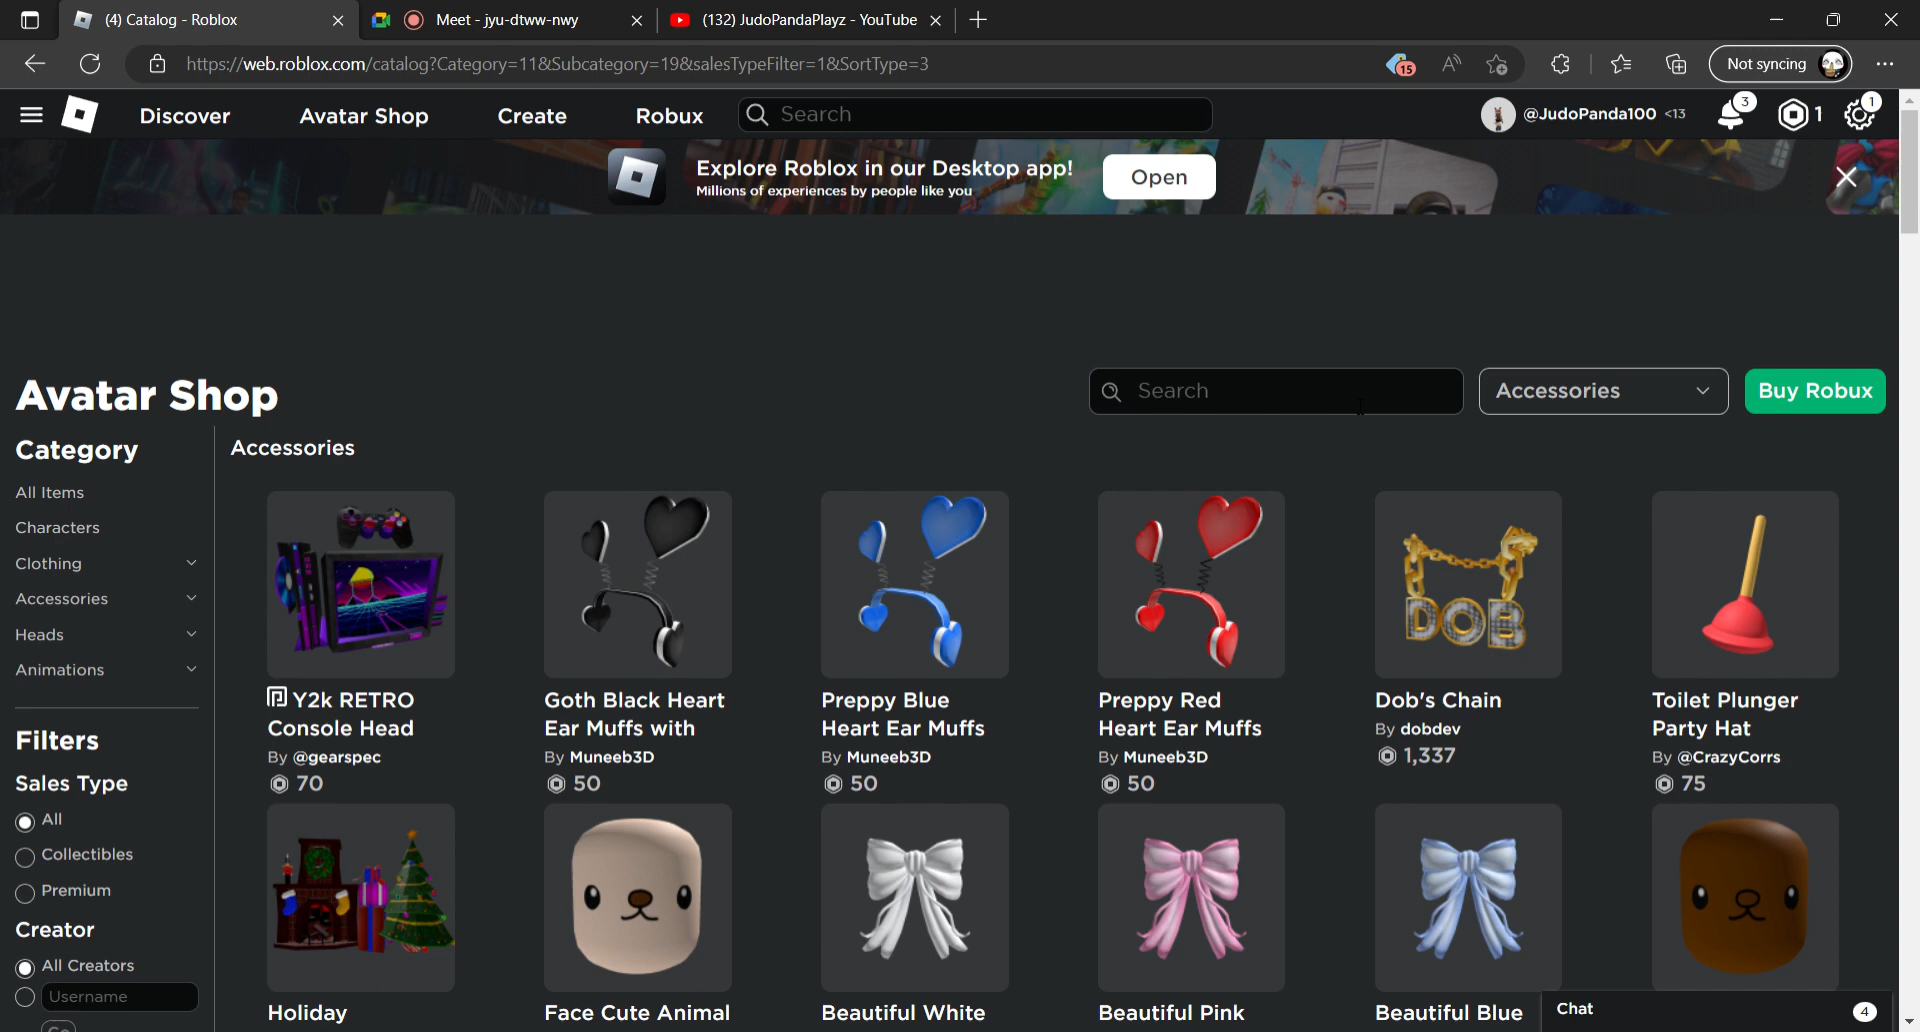 (4) Catalog - Roblox
Meet - jyu-dtww-nwy
(132) JudoPandaPlayz - YouTube
https://web.roblox.com/catalog?Category=11&Subcategory=19&salesTypeFilter=1&SortType=3
15
Not syncing
Discover
Avatar Shop
Create
Robux
Search
@JudoPanda100 <13
3
1
1
Explore Roblox in our Desktop app!
Millions of experiences by people like you
Open
Avatar Shop
Search
Accessories
Buy Robux
Category
All Items
Characters
Clothing
Accessories
Heads
Animations
Filters
Sales Type
All
Collectibles
Premium
Creator
All Creators
Username
Go
Accessories
Y2k RETRO
Console Head
By @gearspec
70
Goth Black Heart
Ear Muffs with
By Muneeb3D
50
Preppy Blue
Heart Ear Muffs
By Muneeb3D
50
Preppy Red
Heart Ear Muffs
By Muneeb3D
50
DOB
Dob's Chain
By dobdev
1,337
Toilet Plunger
Party Hat
By @CrazyCorrs
75
Holiday
Face Cute Animal
Beautiful White
Beautiful Pink
Beautiful Blue
Chat
4